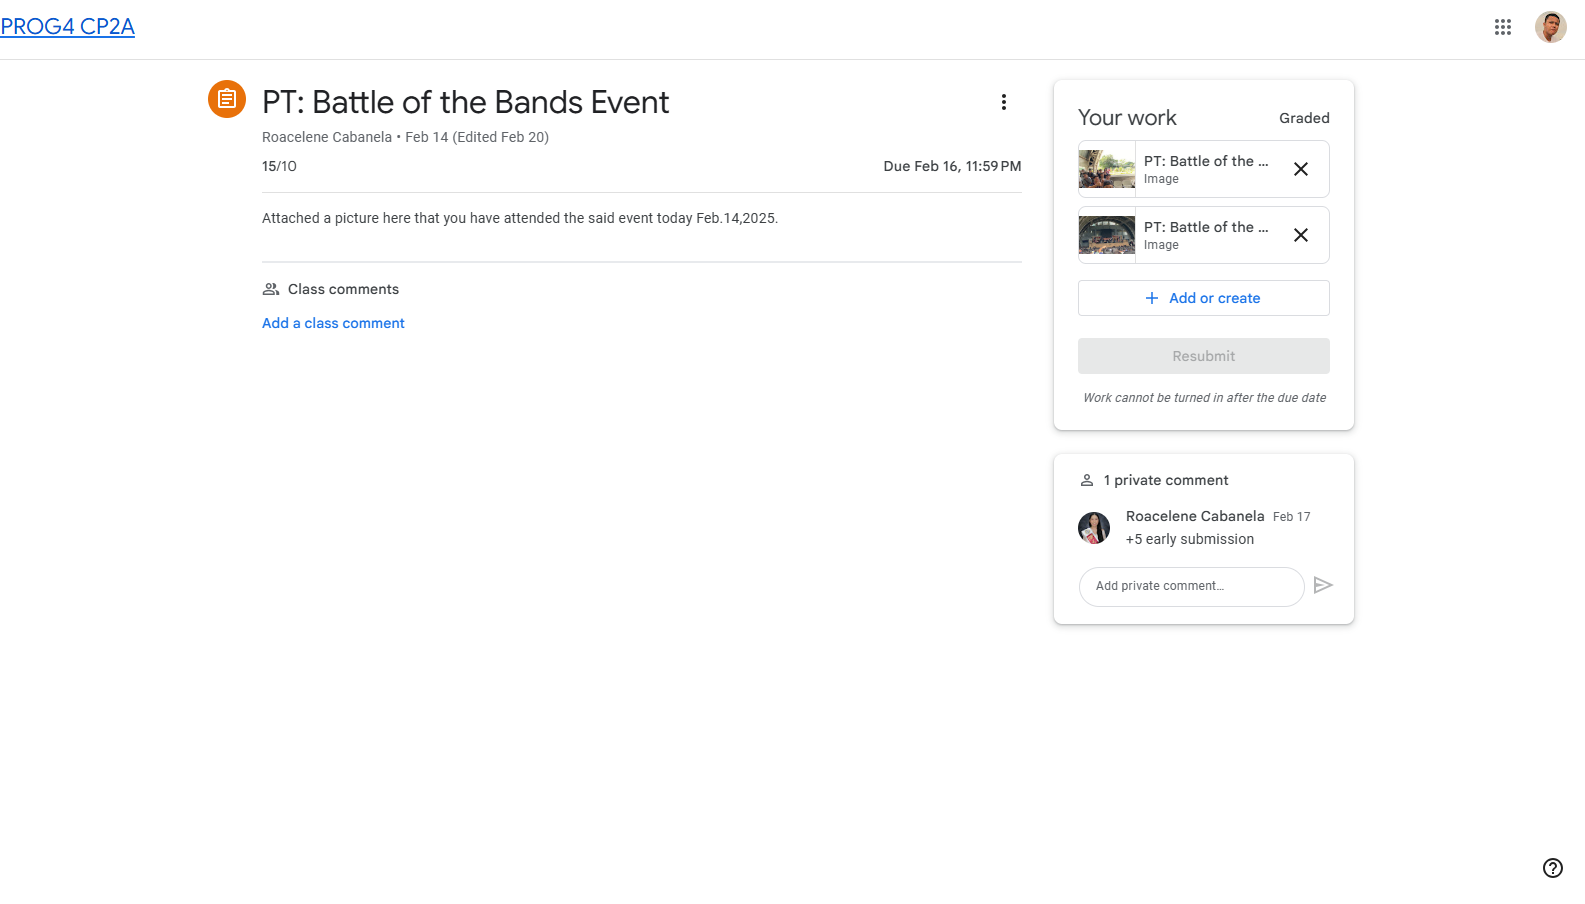 PROG4 CP2A
PT: Battle of the Bands Event
Roacelene Cabanela • Feb 14 (Edited Feb 20)
15/10
Due Feb 16, 11:59 PM
Attached a picture here that you have attended the said event today Feb.14,2025.
Class comments
Add a class comment
Your work
Graded
PT: Battle of the ...
Image
PT: Battle of the ...
Image
+ Add or create
Resubmit
Work cannot be turned in after the due date
1 private comment
Roacelene Cabanela Feb 17
+5 early submission
Add private comment...